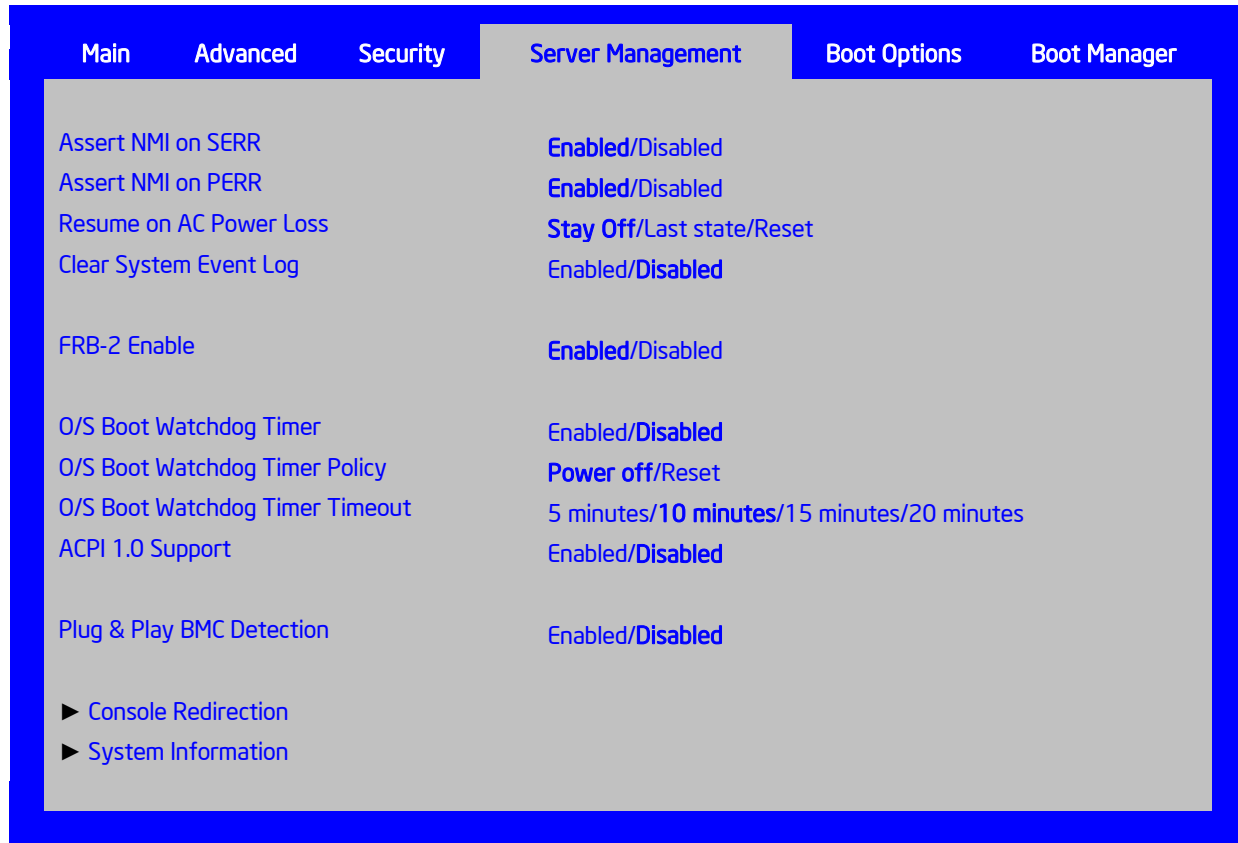 Main Advanced Security Server Management Boot Options Boot Manager
Assert NMI on SERR Enabled/Disabled
Assert NMI on PERR Enabled/Disabled
Resume on AC Power Loss Stay Off/Last state/Reset
Clear System Event Log Enabled/Disabled
FRB-2 Enable Enabled/Disabled
O/S Boot Watchdog Timer Enabled/Disabled
O/S Boot Watchdog Timer Policy Power off/Reset
O/S Boot Watchdog Timer Timeout 5 minutes/10 minutes/15 minutes/20 minutes
ACPI 1.0 Support Enabled/Disabled
Plug & Play BMC Detection Enabled/Disabled
► Console Redirection
► System Information